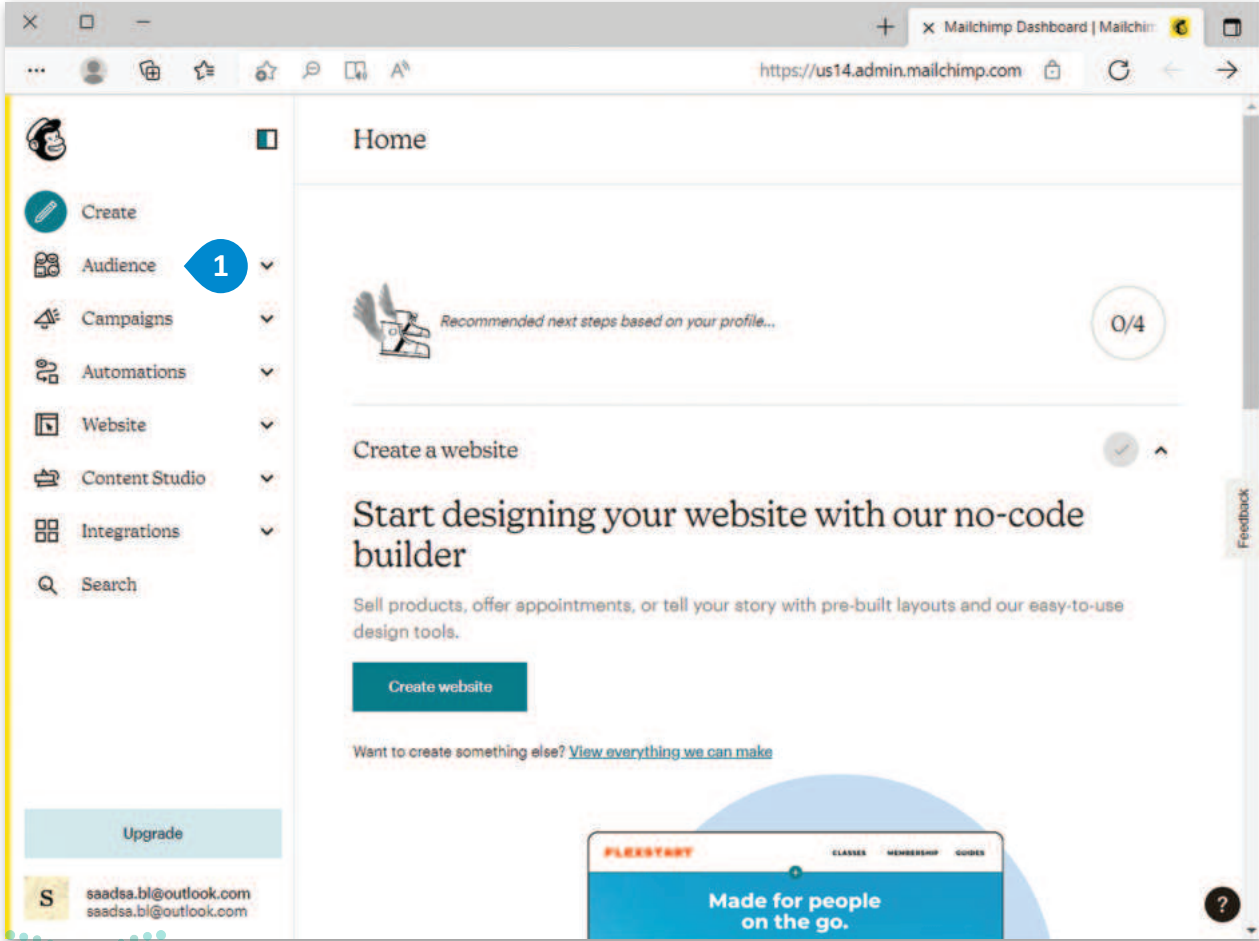 Mailchimp Dashboard | Mailchim
https://us14.admin.mailchimp.com
Home
Create
Audience
1
Campaigns
Automations
Website
Content Studio
Integrations
Search
Recommended next steps based on your profile...
0/4
Create a website
Start designing your website with our no-code
builder
Sell products, offer appointments, or tell your story with pre-built layouts and our easy-to-use
design tools.
Create website
Want to create something else? View everything we can make
Feedback
FLEXSTART
CLASSES MEMBERSHIP GUIDES
Made for people
on the go.
Upgrade
S
saadsa.bl@outlook.com
saadsa.bl@outlook.com
?